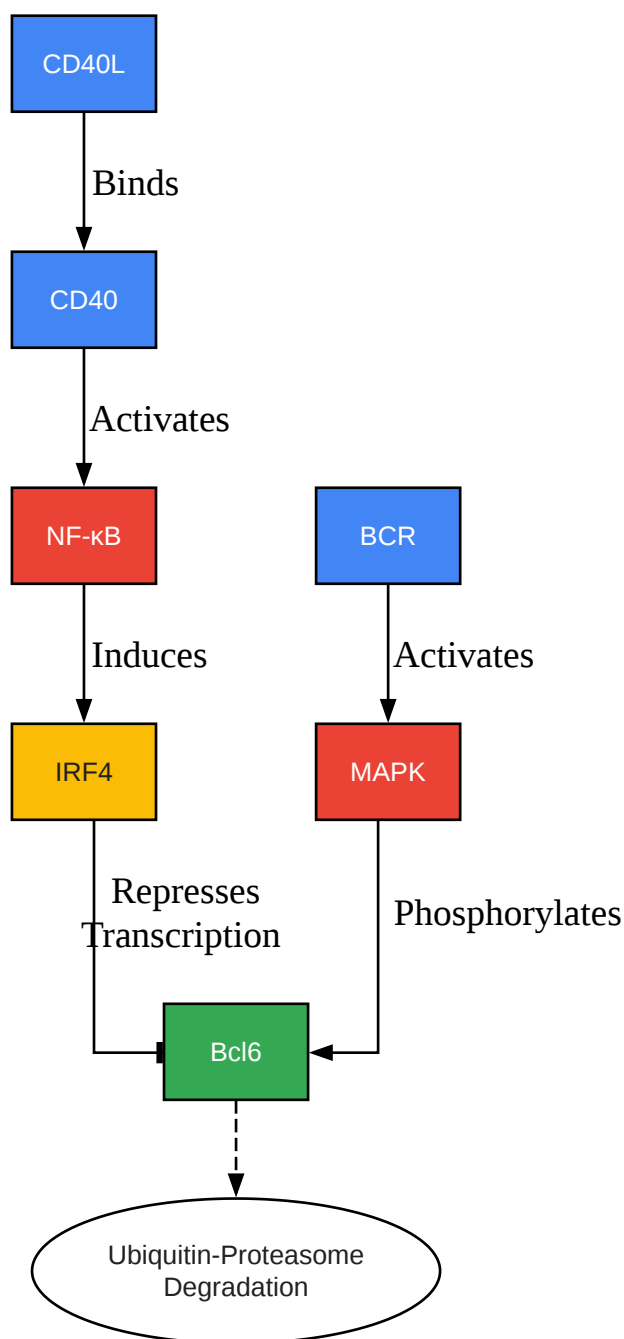 CD40L
Binds
CD40
Activates
NF-κB
BCR
Induces
Activates
IRF4
MAPK
Represses
Transcription
Phosphorylates
Bcl6
Ubiquitin-Proteasome
Degradation